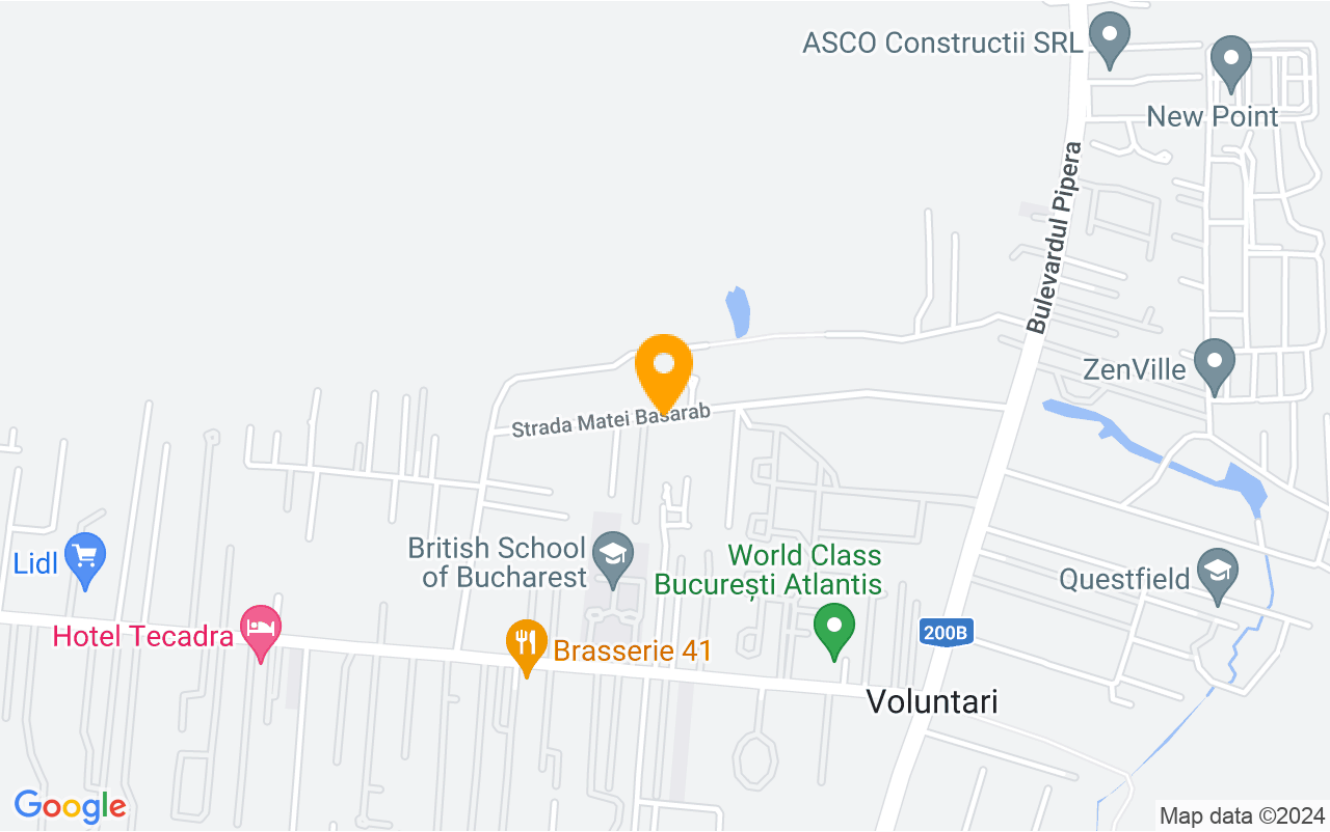 ASCO Constructii SRL
New Point
Bulevardul Pipera
ZenVille
Strada Matei Basarab
British School
of Bucharest
World Class
București Atlantis
Lidl
Questfield
Hotel Tecadra
Brasserie 41
200B
Voluntari
Google
Map data ©2024